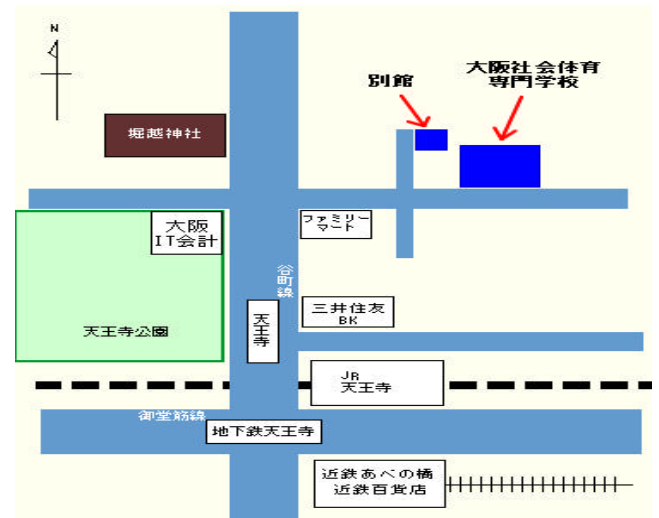 N
別館
大阪社会体育
専門学校
堀越神社
大阪
IT会計
ファミリー
マート
谷町線
三井住友
BK
天王寺
天王寺公園
JR
天王寺
御堂筋線
地下鉄天王寺
近鉄あべの橋
近鉄百貨店